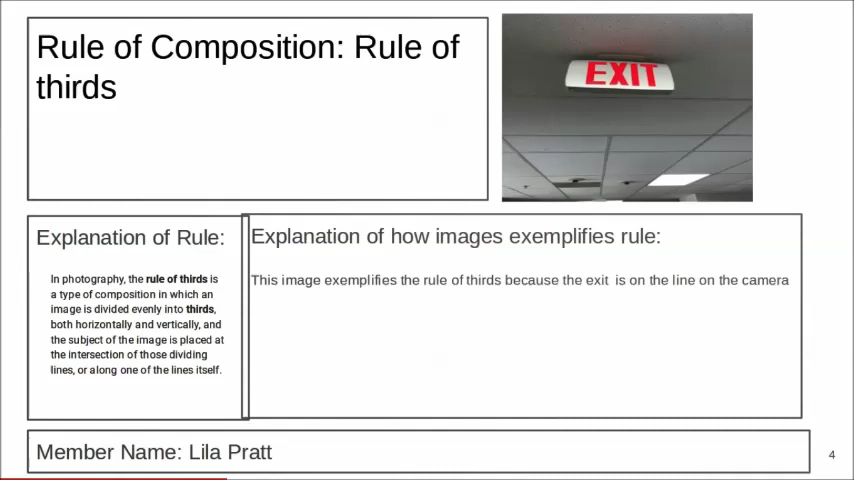 Rule of Composition: Rule of
thirds
EXIT
Explanation of Rule:
In photography, the rule of thirds is
a type of composition in which an
image is divided evenly into thirds,
both horizontally and vertically, and
the subject of the image is placed at
the intersection of those dividing
lines, or along one of the lines itself.
Explanation of how images exemplifies rule:
This image exemplifies the rule of thirds because the exit is on the line on the camera
Member Name: Lila Pratt
4